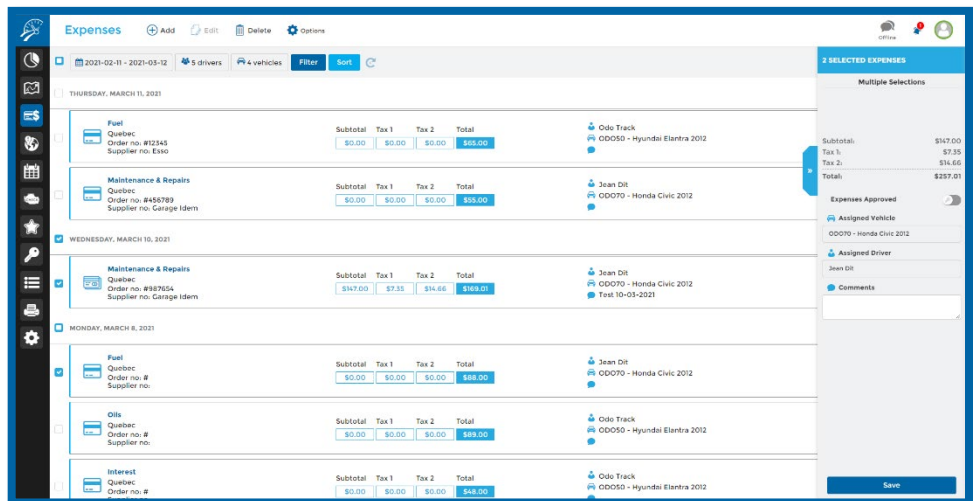 Expenses Add Edit Delete Options Offline 1
2021-02-11 - 2021-03-12 5 drivers 4 vehicles Filter Sort
THURSDAY, MARCH 11, 2021
Fuel
Quebec
Order no: #12345
Supplier no: Esso
Subtotal Tax 1 Tax 2 Total
$0.00 $0.00 $0.00 $65.00
Odo Track
ODO50 - Hyundai Elantra 2012
Maintenance & Repairs
Quebec
Order no: #456789
Supplier no: Garage Idem
Subtotal Tax 1 Tax 2 Total
$0.00 $0.00 $0.00 $55.00
Jean Dit
ODO70 - Honda Civic 2012
WEDNESDAY, MARCH 10, 2021
Maintenance & Repairs
Quebec
Order no: #987654
Supplier no: Garage Idem
Subtotal Tax 1 Tax 2 Total
$147.00 $7.35 $14.66 $169.01
Jean Dit
ODO70 - Honda Civic 2012
Test 10-03-2021
MONDAY, MARCH 8, 2021
Fuel
Quebec
Order no: #
Supplier no:
Subtotal Tax 1 Tax 2 Total
$0.00 $0.00 $0.00 $88.00
Jean Dit
ODO70 - Honda Civic 2012
Oils
Quebec
Order no: #
Supplier no:
Subtotal Tax 1 Tax 2 Total
$0.00 $0.00 $0.00 $89.00
Odo Track
ODO50 - Hyundai Elantra 2012
Interest
Quebec
Order no: #
Subtotal Tax 1 Tax 2 Total
$0.00 $0.00 $0.00 $48.00
Odo Track
ODO50 - Hyundai Elantra 2012
2 SELECTED EXPENSES
Multiple Selections
Subtotal: $147.00
Tax 1: $7.35
Tax 2: $14.66
Total: $257.01
»
Expenses Approved
Assigned Vehicle
ODO70 - Honda Civic 2012
Assigned Driver
Jean Dit
Comments
Save